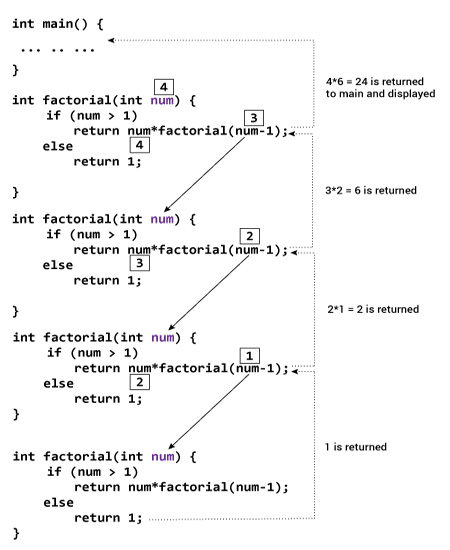 int main() {
... .. ...
}
4*6 = 24 is returned
to main and displayed
4
int factorial(int num) {
if (num > 1)
3
return num*factorial(num-1);
else
4
return 1;
}
3*2 = 6 is returned
int factorial(int num) {
if (num > 1)
2
return num*factorial(num-1);
else
3
return 1;
}
2*1 = 2 is returned
int factorial(int num) {
if (num > 1)
1
return num*factorial(num-1);
else
2
return 1;
}
1 is returned
int factorial(int num) {
if (num > 1)
return num*factorial(num-1);
else
return 1;
}